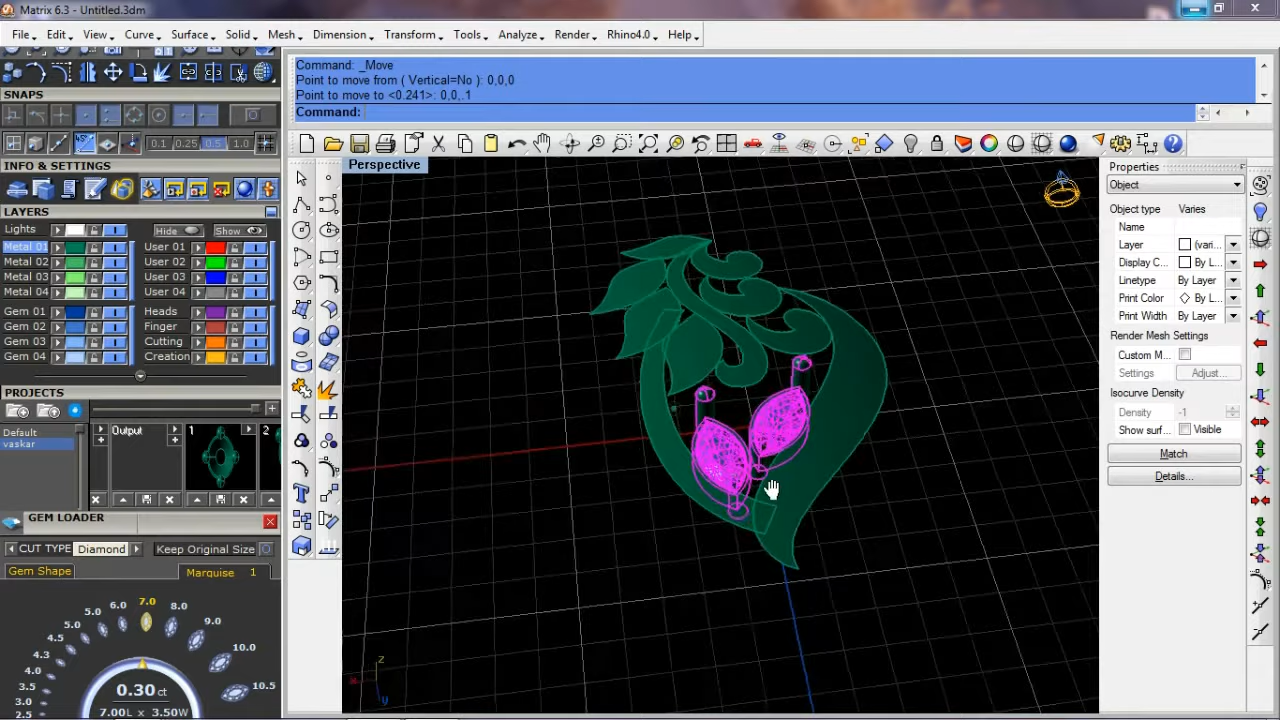 Matrix 6.3 - Untitled.3dm
File Edit View Curve Surface Solid Mesh Dimension Transform Tools Analyze Render Rhino4.0 Help
Command: _Move
Point to move from ( Vertical=No ): 0,0,0
Point to move to <0.241>: 0,0,.1
Command:
SNAPS
45° 0.1 0.25 0.5 1.0
INFO & SETTINGS
LAYERS
Lights Hide Show
Metal 01 User 01
Metal 02 User 02
Metal 03 User 03
Metal 04 User 04
Gem 01 Heads
Gem 02 Finger
Gem 03 Cutting
Gem 04 Creation
PROJECTS
Default
vaskar
Output 1 2
GEM LOADER
CUT TYPE Diamond Keep Original Size
Gem Shape Marquise 1
7.0
6.0 8.0
5.0 9.0
4.5 10.0
4.3
4.0 10.5
3.5
3.0
2.5
0.30 ct
7.00L x 3.50W
Perspective
z
x
y
Properties
Object
Object type Varies
Name
Layer (vari...
Display C... By L...
Linetype By Layer
Print Color By L...
Print Width By Layer
Render Mesh Settings
Custom M...
Settings Adjust...
Isocurve Density
Density -1
Show surf... Visible
Match
Details...